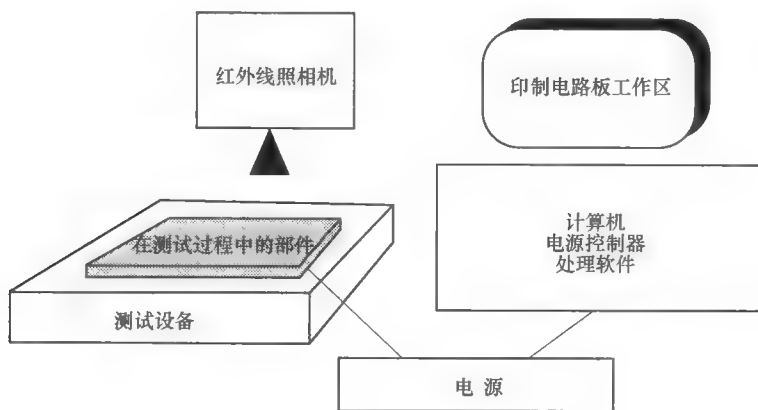 红外线照相机
印制电路板工作区
在测试过程中的部件
计算机
电源控制器
处理软件
测试设备
电 源